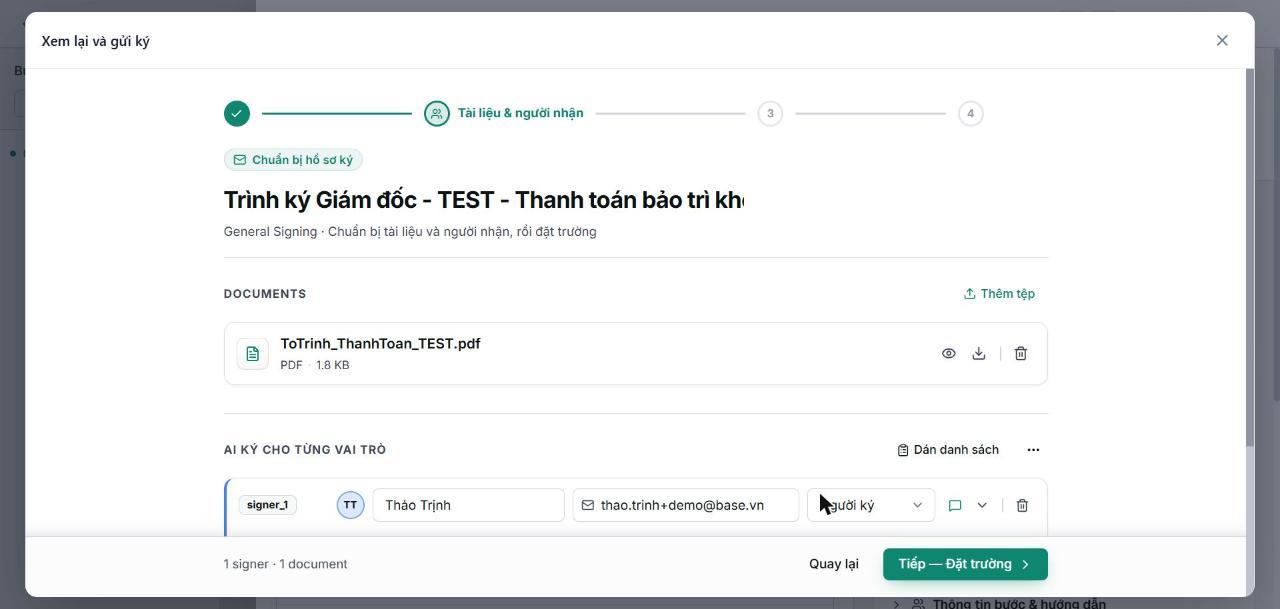 Xem lại và gửi ký
Tài liệu & người nhận
3
4
Chuẩn bị hồ sơ ký
Trình ký Giám đốc - TEST - Thanh toán bảo trì
General Signing · Chuẩn bị tài liệu và người nhận, rồi đặt trường
DOCUMENTS
Thêm tệp
ToTrinh_ThanhToan_TEST.pdf
PDF · 1.8 KB
AI KÝ CHO TỪNG VAI TRÒ
Dán danh sách
signer_1
TT
Thảo Trịnh
thao.trinh+demo@base.vn
ký
1 signer · 1 document
Quay lại
Tiếp — Đặt trường
Thông tin bước & hướng dẫn